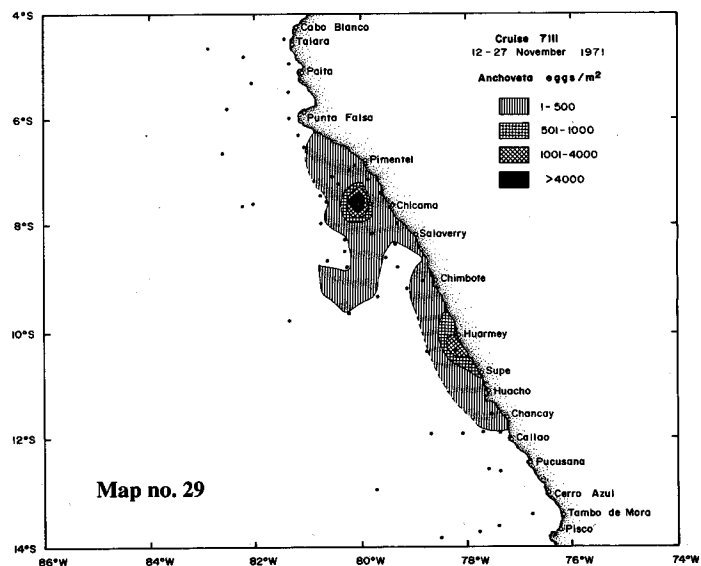 4°S
6°S
8°S
10°S
12°S
14°S
86°W
84°W
82°W
80°W
78°W
76°W
74°W
Cruise 7111
12-27 November 1971
Anchoveta eggs/m²
1-500
501-1000
1001-4000
>4000
Cabo Blanco
Talara
Paita
Punta Falsa
Pimentel
Chicama
Salaverry
Chimbote
Huarmey
Supe
Huacho
Chancay
Callao
Pucusana
Cerro Azul
Tambo de Mora
Pisco
Map no. 29